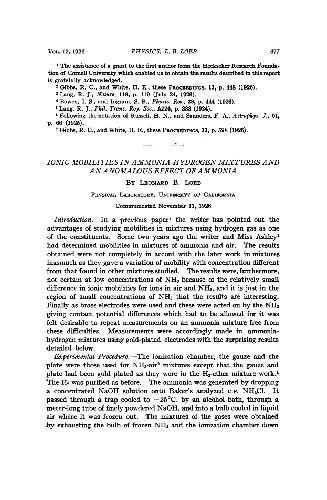 VOL. 12, 1926 PHYSICS, L. B. LOEB 677
¹ The assistance of a grant to the first author from the Heckscher Research Foundation of Cornell University which enabled us to obtain the results described in this report
is gratefully acknowledged.
² Gibbs, R. C., and White, H. E., these PROCEEDINGS, 12, p. 448 (1926).
³ Lang, R. J., Nature, 118, p. 119 (July 24, 1926).
⁴ Bowen, I. S., and Ingram, S. B., Physic. Rev., 28, p. 444 (1926).
⁵ Lang, R. J., Phil. Trans. Roy. Soc., A224, p. 388 (1924).
⁶ Following the notation of Russell, H. N., and Saunders, F. A., Astrophys. J., 61,
p. 66 (1925).
⁷ Gibbs, R. C., and White, H. E., these PROCEEDINGS, 12, p. 598 (1926).
IONIC MOBILITIES IN AMMONIA-HYDROGEN MIXTURES AND
AN ANOMALOUS EFFECT OF AMMONIA
BY LEONARD B. LOEB
PHYSICAL LABORATORY, UNIVERSITY OF CALIFORNIA
Communicated November 11, 1926
Introduction.—In a previous paper¹ the writer has pointed out the
advantages of studying mobilities in mixtures using hydrogen gas as one
of the constituents. Some two years ago the writer and Miss Ashley²
had determined mobilities in mixtures of ammonia and air. The results
obtained were not completely in accord with the later work in mixtures
inasmuch as they gave a variation of mobility with concentration different
from that found in other mixtures studied. The results were, furthermore,
not certain at low concentrations of NH₃ because of the relatively small
difference in ionic mobilities for ions in air and NH₃, and it is just in the
region of small concentrations of NH₃ that the results are interesting.
Finally as brass electrodes were used and these were acted on by the NH₃
giving contact potential differences which had to be allowed for it was
felt desirable to repeat measurements on an ammonia mixture free from
these difficulties. Measurements were accordingly made in ammonia-
hydrogen mixtures using gold-plated electrodes with the surprising results
detailed below.
Experimental Procedure.—The ionization chamber, the gauze and the
plate were those used for NH₃-air² mixtures except that the gauze and
plate had been gold plated as they were in the H₂-ether mixture work.¹
The H₂ was purified as before. The ammonia was generated by dropping
a concentrated NaOH solution onto Baker's analyzed c.p. NH₄Cl. It
passed through a trap cooled to −25°C. by an alcohol bath, through a
meter-long tube of finely powdered NaOH, and into a bulb cooled in liquid
air where it was frozen out. The mixtures of the gases were obtained
by exhausting the bulb of frozen NH₃ and the ionization chamber down